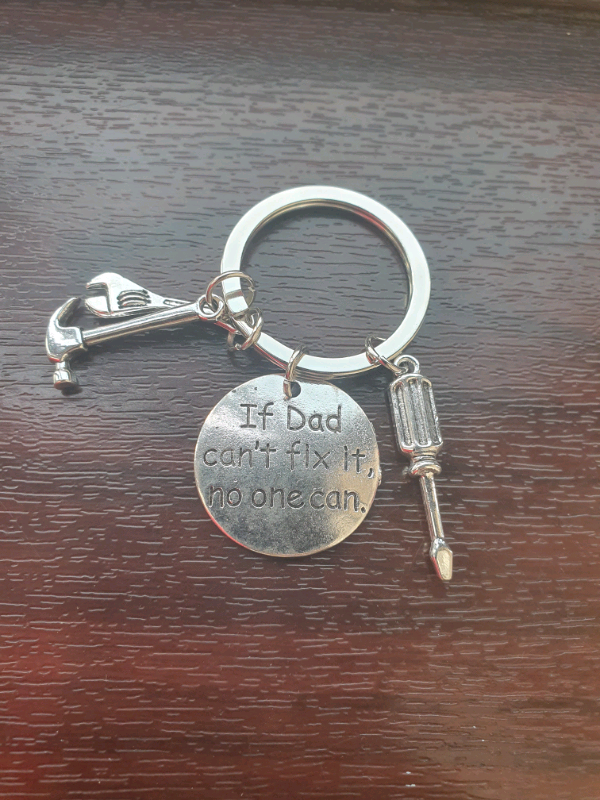 If Dad
can't fix it,
no one can.